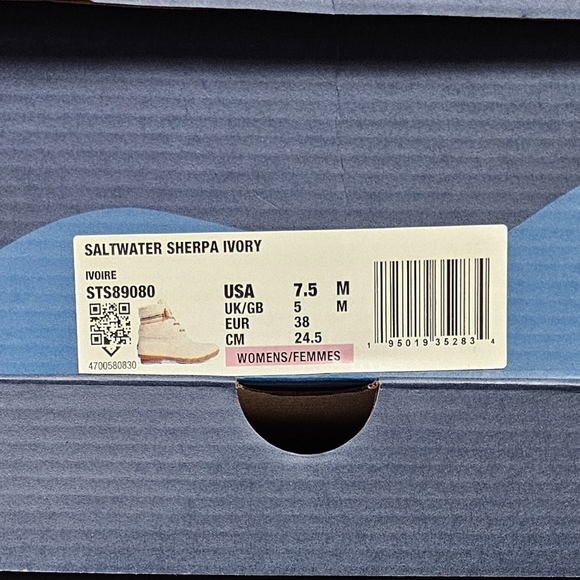 SALTWATER SHERPA IVORY
IVOIRE
STS89080
USA 7.5 M
UK/GB 5 M
EUR 38
CM 24.5
WOMENS/FEMMES
4700580830
1 95019 35283 4